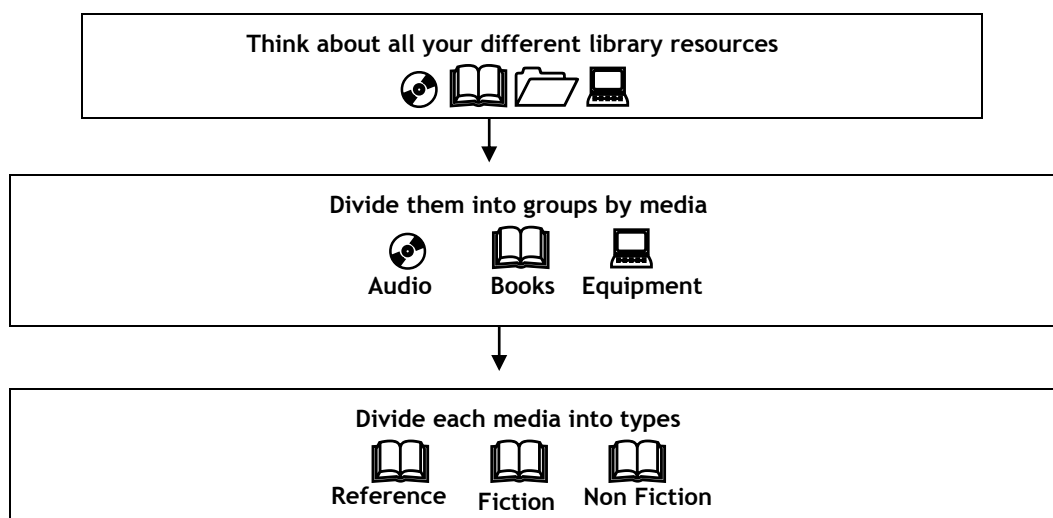 Think about all your different library resources
Divide them into groups by media
Audio Books Equipment
Divide each media into types
Reference Fiction Non Fiction